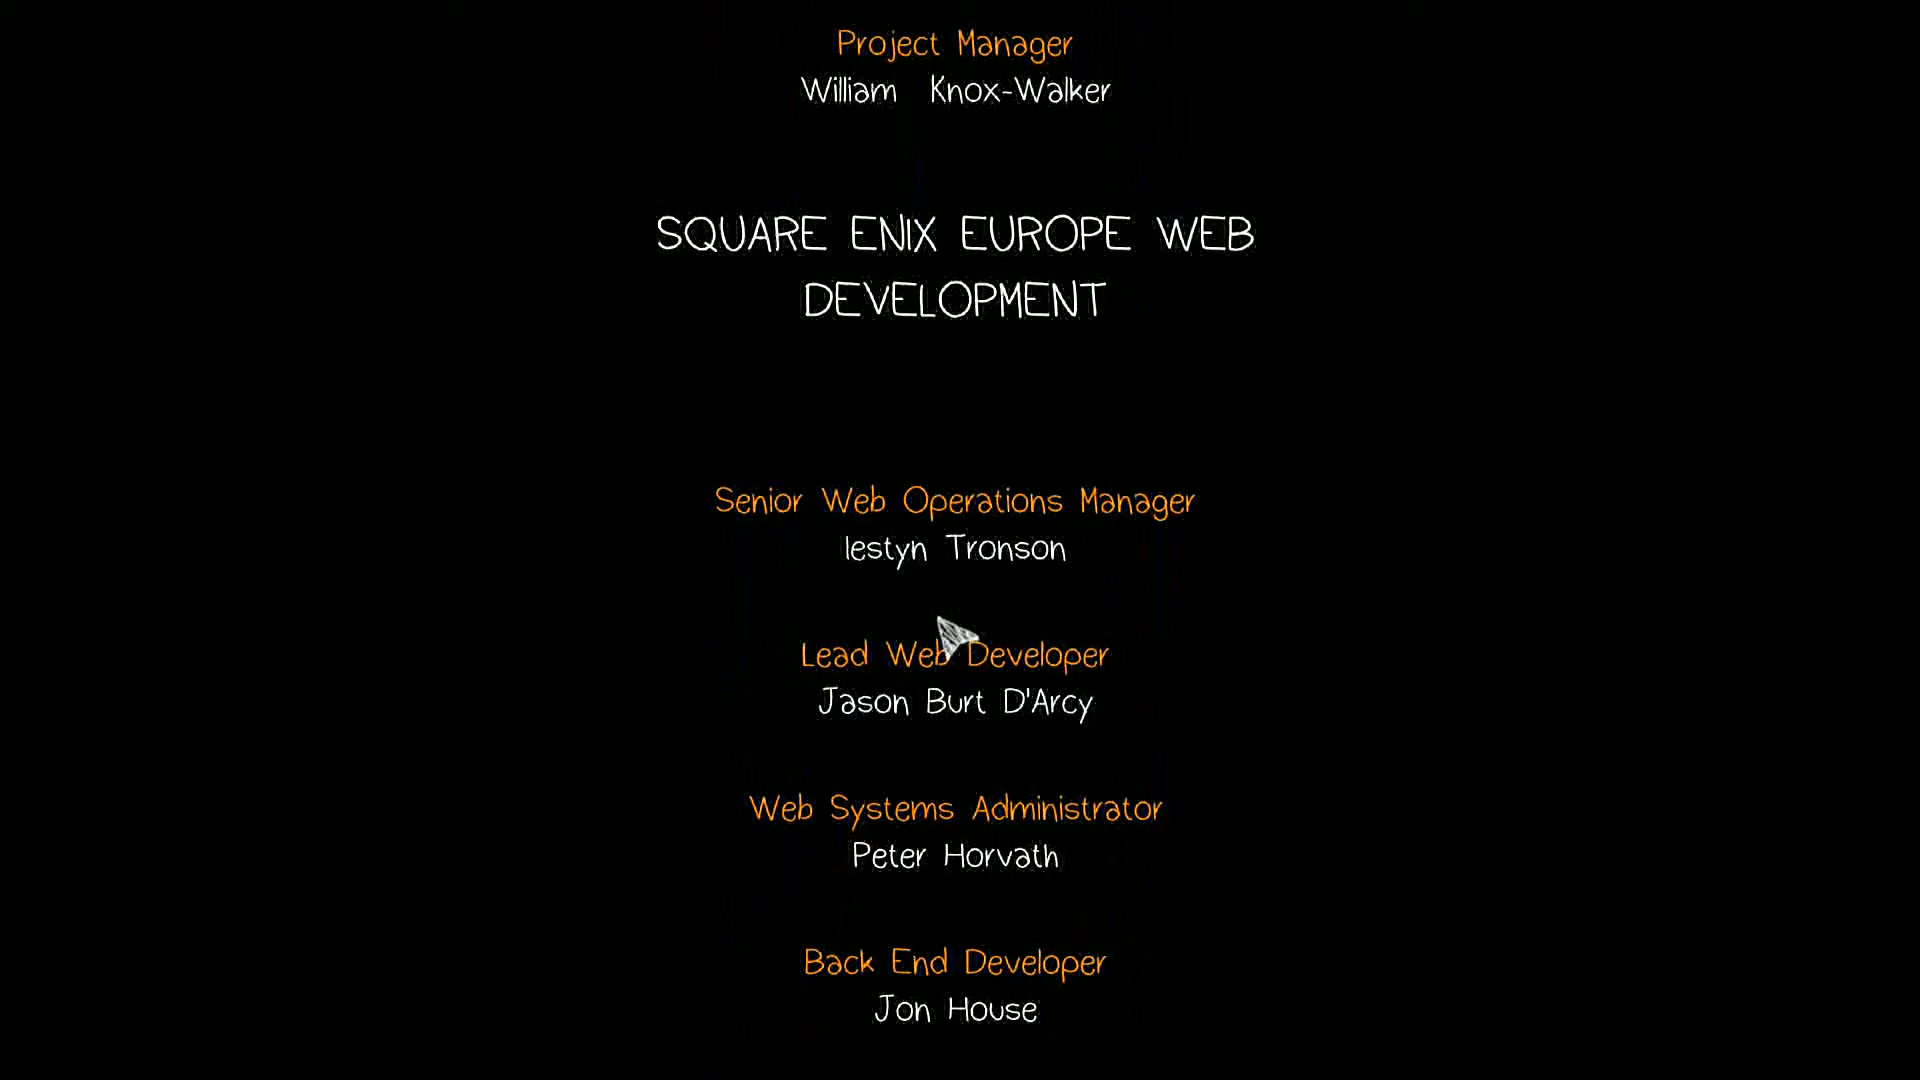 Project Manager
William Knox-Walker
SQUARE ENIX EUROPE WEB
DEVELOPMENT
Senior Web Operations Manager
Iestyn Tronson
Lead Web Developer
Jason Burt D'Arcy
Web Systems Administrator
Peter Horvath
Back End Developer
Jon House